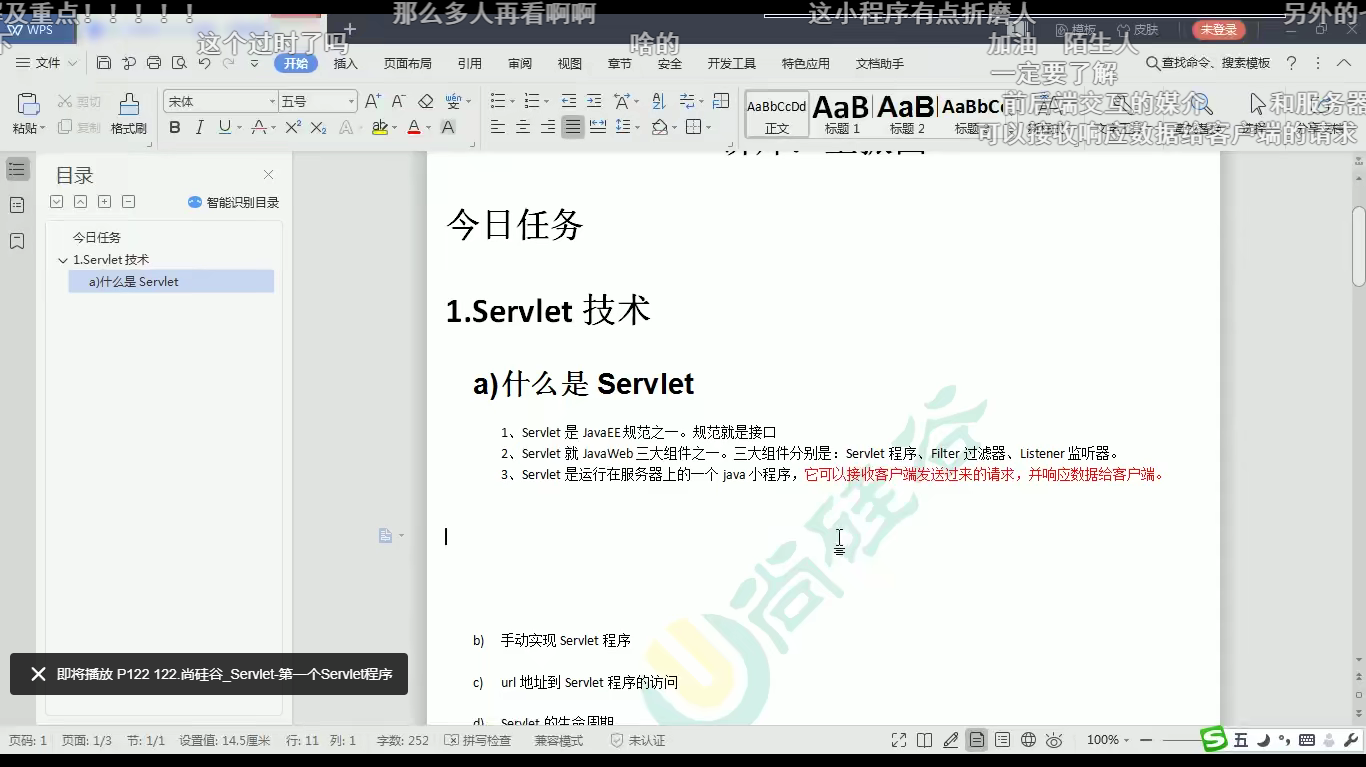 及重点！！！！！！
那么多人再看啊啊
这小程序有点折磨人
另外的七
WPS
这个过时了吗
啥的
加油 陌生人
模板
皮肤
未登录
文件
开始
插入
页面布局
引用
审阅
视图
章节
安全
开发工具
特色应用
文档助手
查找命令、搜索模板
一定要了解
前后端交互的媒介
和服务器
可以接收响应数据给客户端的请求
粘贴
剪切
复制
格式刷
宋体
五号
AaBbCcDd
正文
AaB
标题 1
AaB
标题 2
AaBbCc
标题
目录
智能识别目录
今日任务
1.Servlet 技术
a)什么是 Servlet
今日任务
1.Servlet 技术
a)什么是 Servlet
1、Servlet 是 JavaEE 规范之一。规范就是接口
2、Servlet 就 JavaWeb 三大组件之一。三大组件分别是：Servlet 程序、Filter 过滤器、Listener 监听器。
3、Servlet 是运行在服务器上的一个 java 小程序，它可以接收客户端发送过来的请求，并响应数据给客户端。
尚硅谷
b) 手动实现 Servlet 程序
c) url 地址到 Servlet 程序的访问
d) Servlet 的生命周期
即将播放 P122 122.尚硅谷_Servlet-第一个Servlet程序
页码: 1
页面: 1/3
节: 1/1
设置值: 14.5厘米
行: 11
列: 1
字数: 252
拼写检查
兼容模式
未认证
100%
五